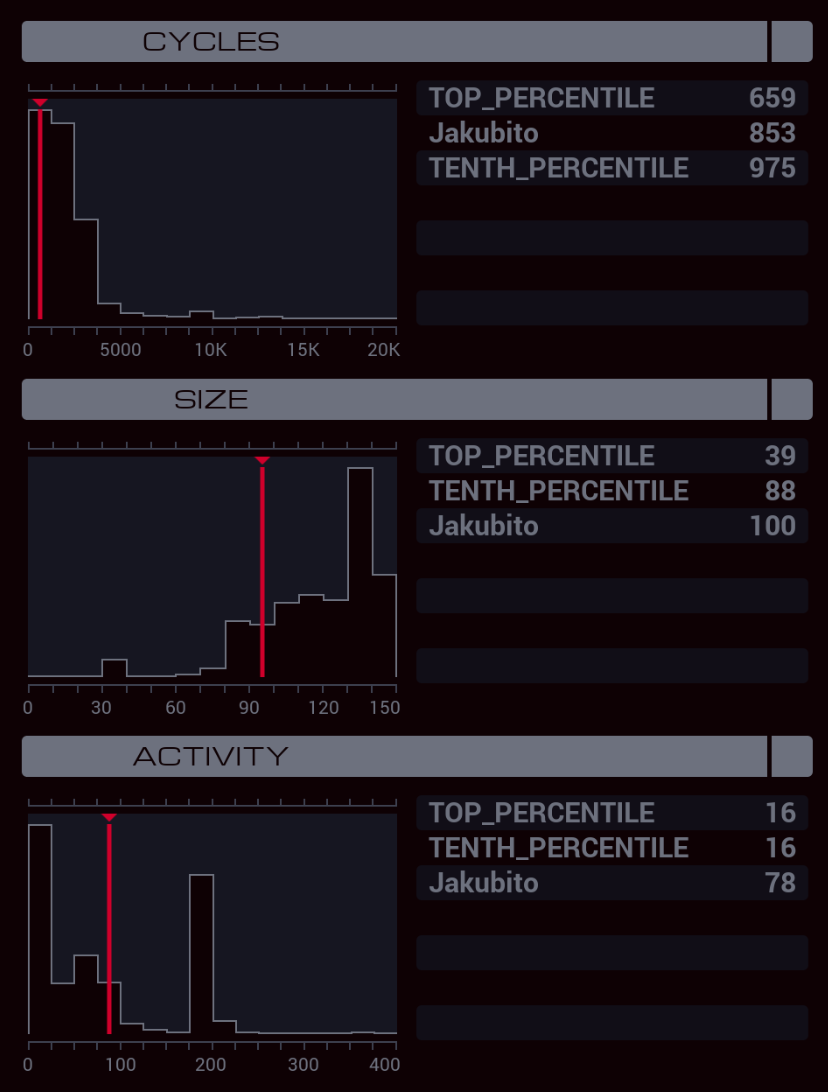 CYCLES
TOP_PERCENTILE 659
Jakubito 853
TENTH_PERCENTILE 975
0 5000 10K 15K 20K
SIZE
TOP_PERCENTILE 39
TENTH_PERCENTILE 88
Jakubito 100
0 30 60 90 120 150
ACTIVITY
TOP_PERCENTILE 16
TENTH_PERCENTILE 16
Jakubito 78
0 100 200 300 400